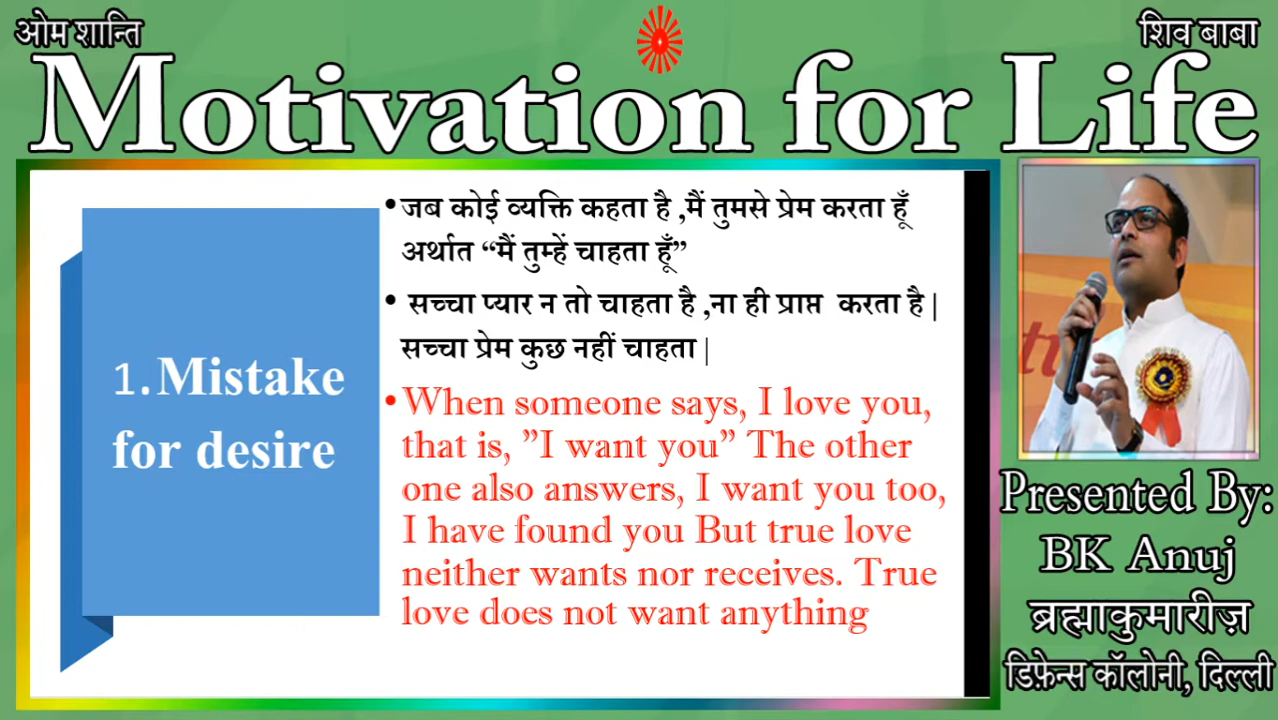 ओम शान्ति
शिव बाबा
Motivation for Life
1.Mistake
for desire
•जब कोई व्यक्ति कहता है ,मैं तुमसे प्रेम करता हूँ
अर्थात “मैं तुम्हें चाहता हूँ”
• सच्चा प्यार न तो चाहता है ,ना ही प्राप्त करता है|
सच्चा प्रेम कुछ नहीं चाहता|
•When someone says, I love you,
that is, ”I want you” The other
one also answers, I want you too,
I have found you But true love
neither wants nor receives. True
love does not want anything
Presented By:
BK Anuj
ब्रह्माकुमारीज़
डिफ़ेन्स कॉलोनी, दिल्ली